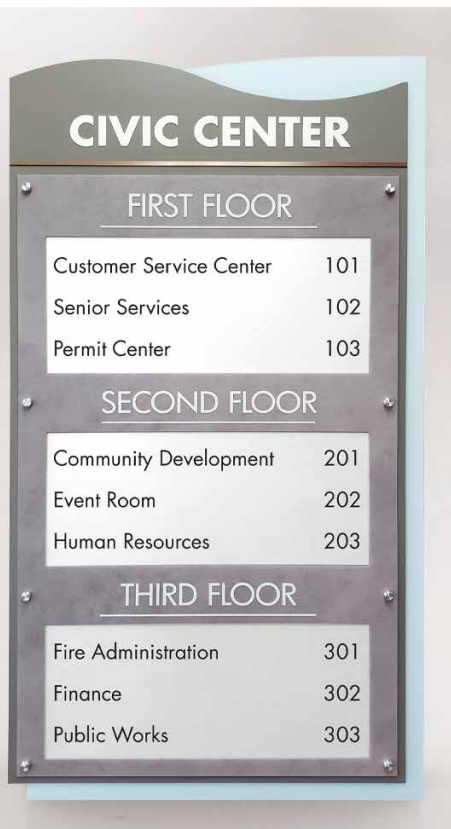 CIVIC CENTER
FIRST FLOOR
Customer Service Center 101
Senior Services 102
Permit Center 103
SECOND FLOOR
Community Development 201
Event Room 202
Human Resources 203
THIRD FLOOR
Fire Administration 301
Finance 302
Public Works 303